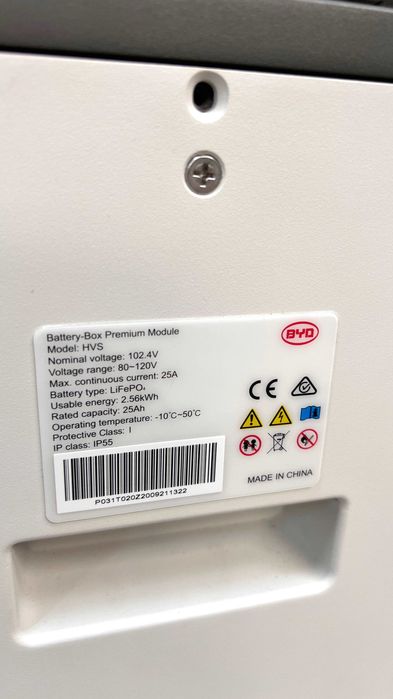 Battery-Box Premium Module
Model: HVS
Nominal voltage: 102.4V
Voltage range: 80~120V
Max. continuous current: 25A
Battery type: LiFePO₄
Usable energy: 2.56kWh
Rated capacity: 25Ah
Operating temperature: -10°C~50°C
Protective Class: I
IP class: IP55
P031T020Z2009211322
BYD
CE
MADE IN CHINA